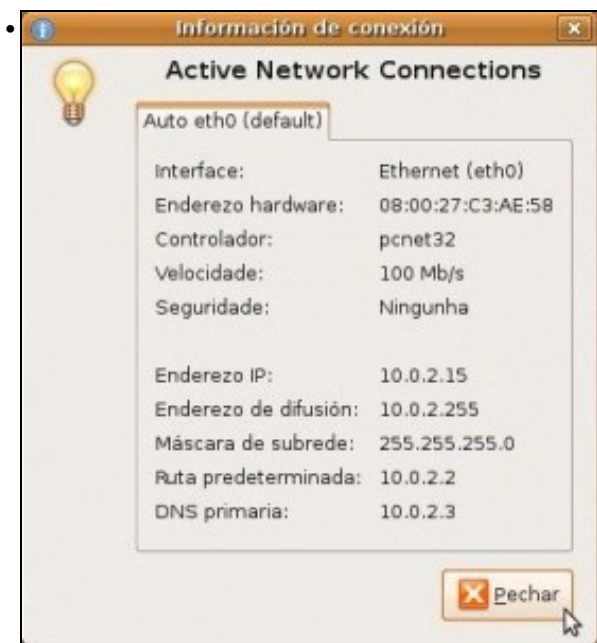 Información de conexión
Active Network Connections
Auto eth0 (default)
Interface: Ethernet (eth0)
Enderezo hardware: 08:00:27:C3:AE:58
Controlador: pcnet32
Velocidade: 100 Mb/s
Seguridade: Ningunha
Enderezo IP: 10.0.2.15
Enderezo de difusión: 10.0.2.255
Máscara de subrede: 255.255.255.0
Ruta predeterminada: 10.0.2.2
DNS primaria: 10.0.2.3
Pechar